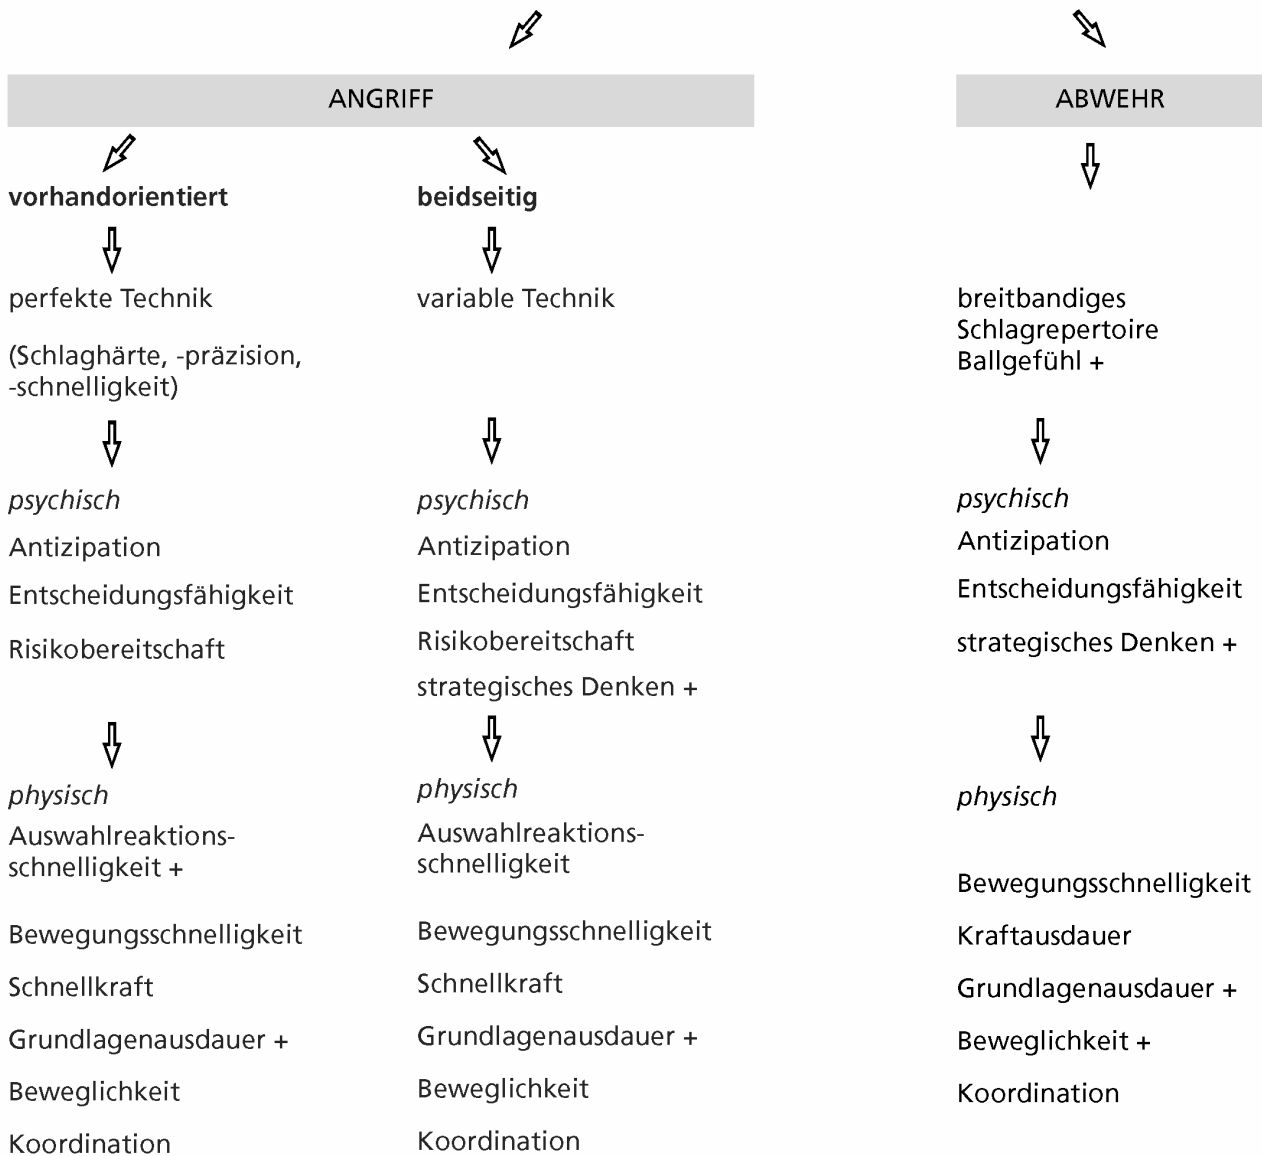 ANGRIFF
vorhandorientiert
perfekte Technik
(Schlaghärte, -präzision,
-schnelligkeit)
psychisch
Antizipation
Entscheidungsfähigkeit
Risikobereitschaft
physisch
Auswahlreaktions-
schnelligkeit +
Bewegungsschnelligkeit
Schnellkraft
Grundlagenausdauer +
Beweglichkeit
Koordination
beidseitig
variable Technik
psychisch
Antizipation
Entscheidungsfähigkeit
Risikobereitschaft
strategisches Denken +
physisch
Auswahlreaktions-
schnelligkeit
Bewegungsschnelligkeit
Schnellkraft
Grundlagenausdauer +
Beweglichkeit
Koordination
ABWEHR
breitbandiges
Schlagrepertoire
Ballgefühl +
psychisch
Antizipation
Entscheidungsfähigkeit
strategisches Denken +
physisch
Bewegungsschnelligkeit
Kraftausdauer
Grundlagenausdauer +
Beweglichkeit +
Koordination